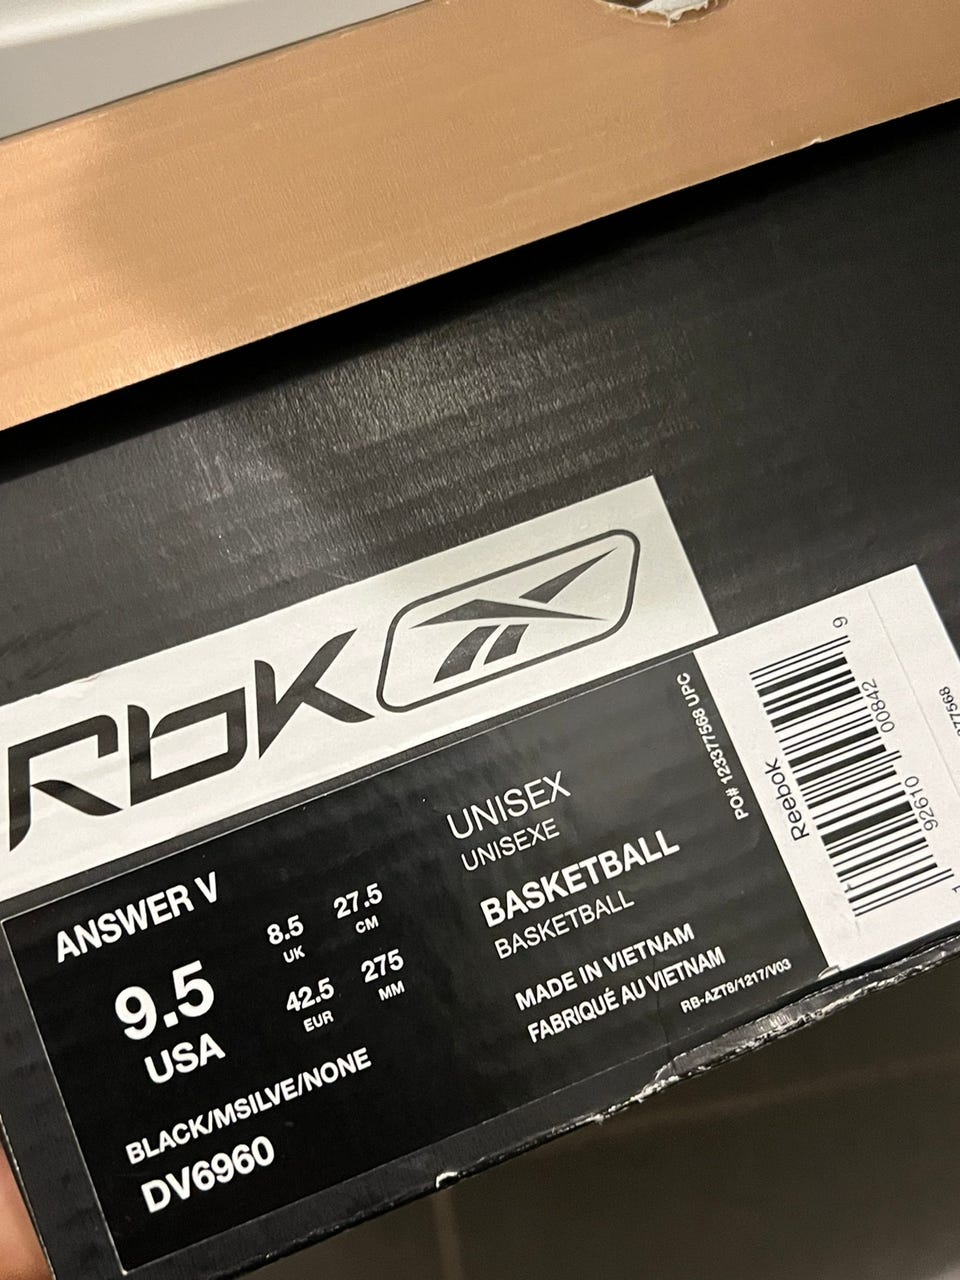 Rbk
ANSWER V
9.5
USA
8.5
UK
27.5
CM
42.5
EUR
275
MM
BLACK/MSILVE/NONE
DV6960
UNISEX
UNISEXE
BASKETBALL
BASKETBALL
MADE IN VIETNAM
FABRIQUÉ AU VIETNAM
RB-AZT8/1217/V03
PO# 123377568 UPC
Reebok
1 92610 00842 9